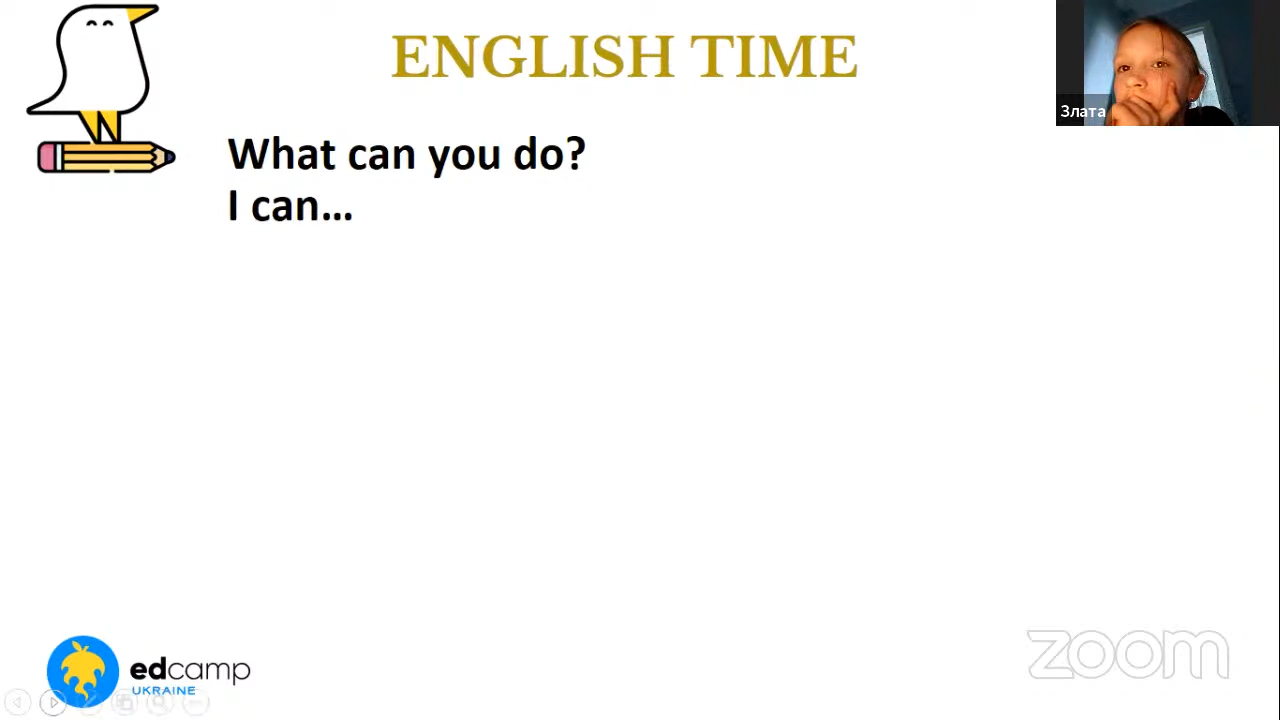 ENGLISH TIME
Злата
What can you do?
I can...
edcamp
UKRAINE
zoom